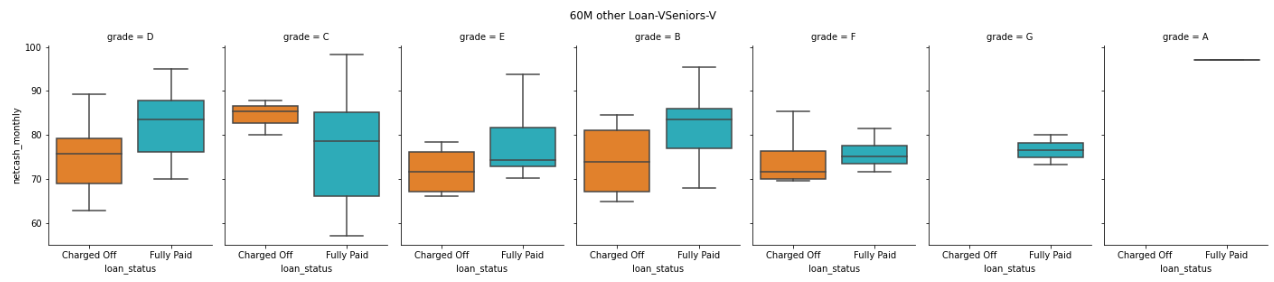 60M other Loan-VSeniors-V
grade = D
grade = C
grade = E
grade = B
grade = F
grade = G
grade = A
netcash_monthly
100
90
80
70
60
Charged Off Fully Paid
Charged Off Fully Paid
Charged Off Fully Paid
Charged Off Fully Paid
Charged Off Fully Paid
Charged Off Fully Paid
Charged Off Fully Paid
loan_status
loan_status
loan_status
loan_status
loan_status
loan_status
loan_status